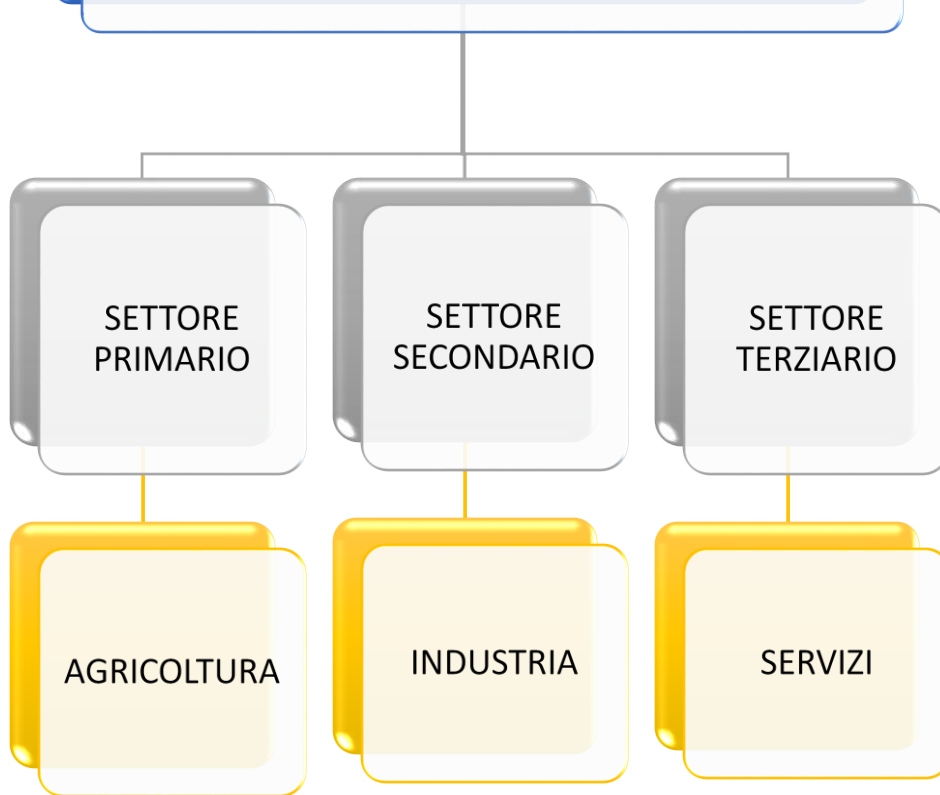 SETTORE
PRIMARIO
SETTORE
SECONDARIO
SETTORE
TERZIARIO
AGRICOLTURA
INDUSTRIA
SERVIZI